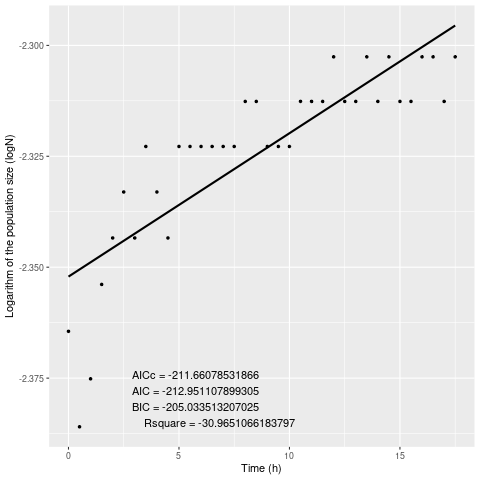 -2.300
-2.325
-2.350
-2.375
Logarithm of the population size (logN)
AICc = -211.66078531866
AIC = -212.951107899305
BIC = -205.033513207025
Rsquare = -30.9651066183797
0 5 10 15
Time (h)